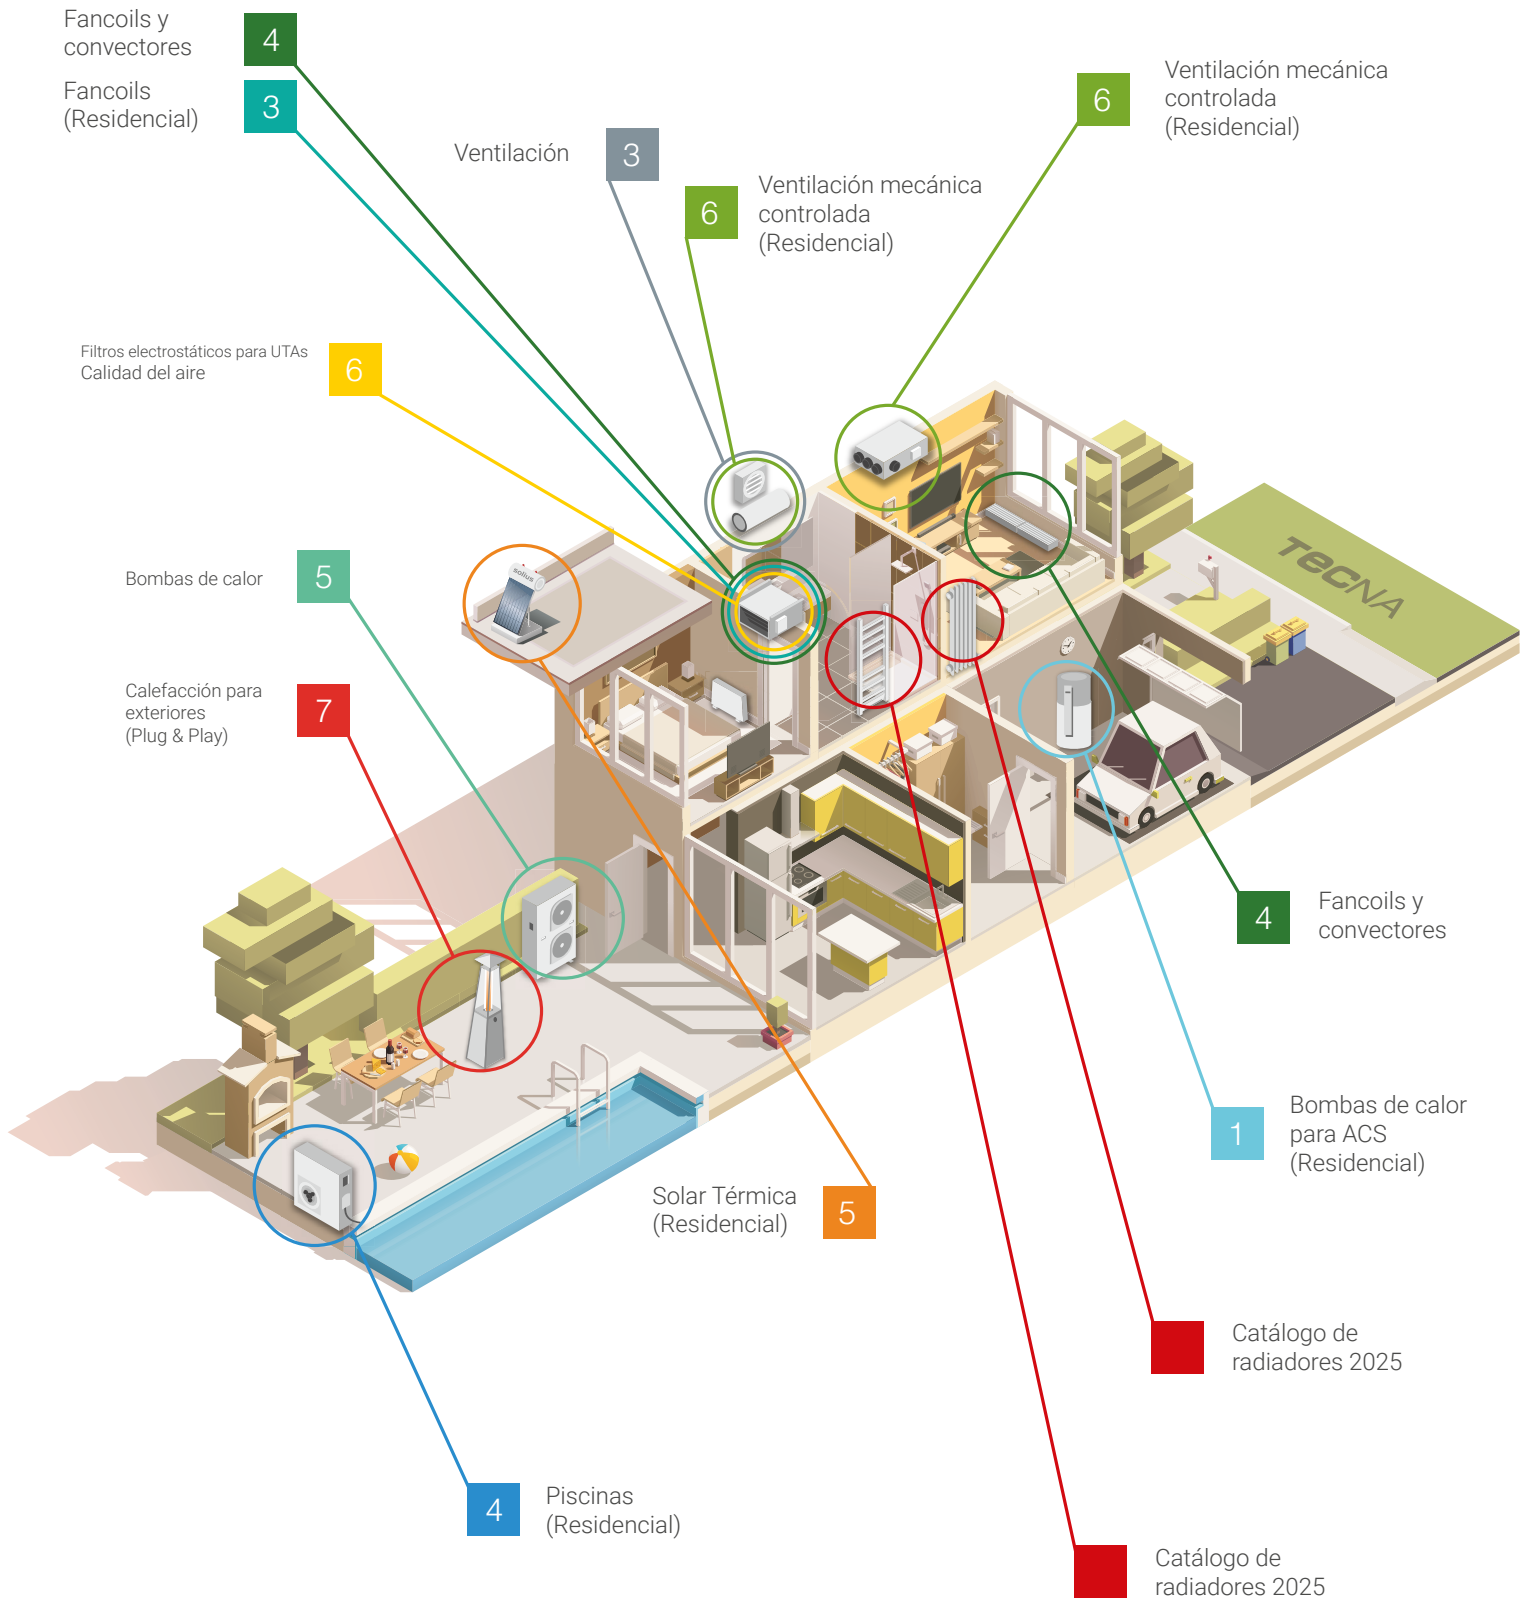 Fancoils y
convectores
4
Fancoils
(Residencial)
3
Ventilación
3
6
Ventilación mecánica
controlada
(Residencial)
6
Ventilación mecánica
controlada
(Residencial)
Filtros electrostáticos para UTAs
Calidad del aire
6
Bombas de calor
5
solius
TECNA
Calefacción para
exteriores
(Plug & Play)
7
4
Fancoils y
convectores
1
Bombas de calor
para ACS
(Residencial)
Solar Térmica
(Residencial)
5
Catálogo de
radiadores 2025
4
Piscinas
(Residencial)
Catálogo de
radiadores 2025